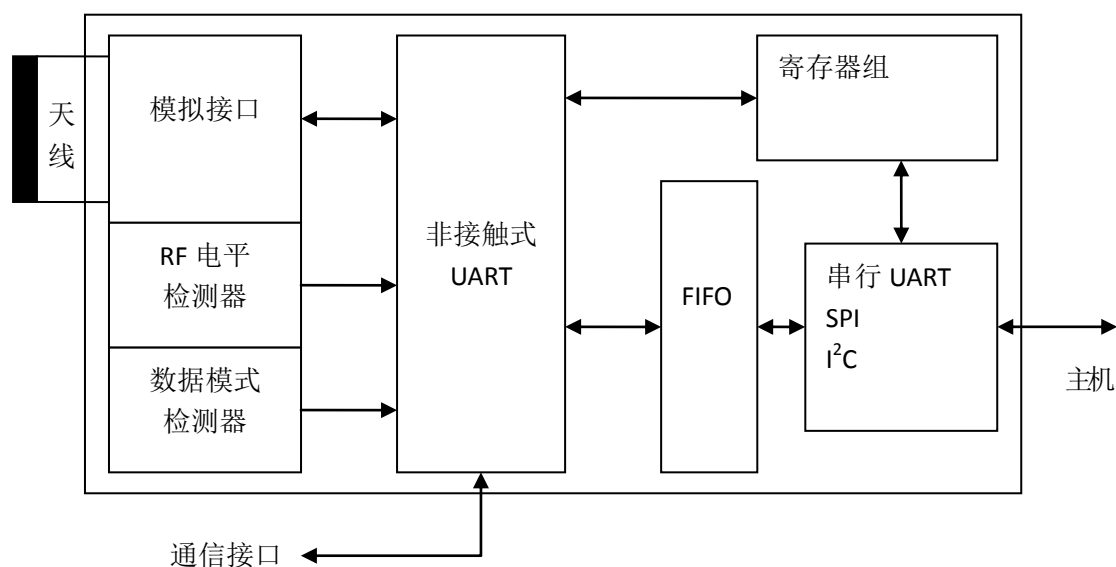 天
线
模拟接口
RF 电平
检测器
数据模式
检测器
非接触式
UART
FIFO
寄存器组
串行 UART
SPI
I²C
主机
通信接口